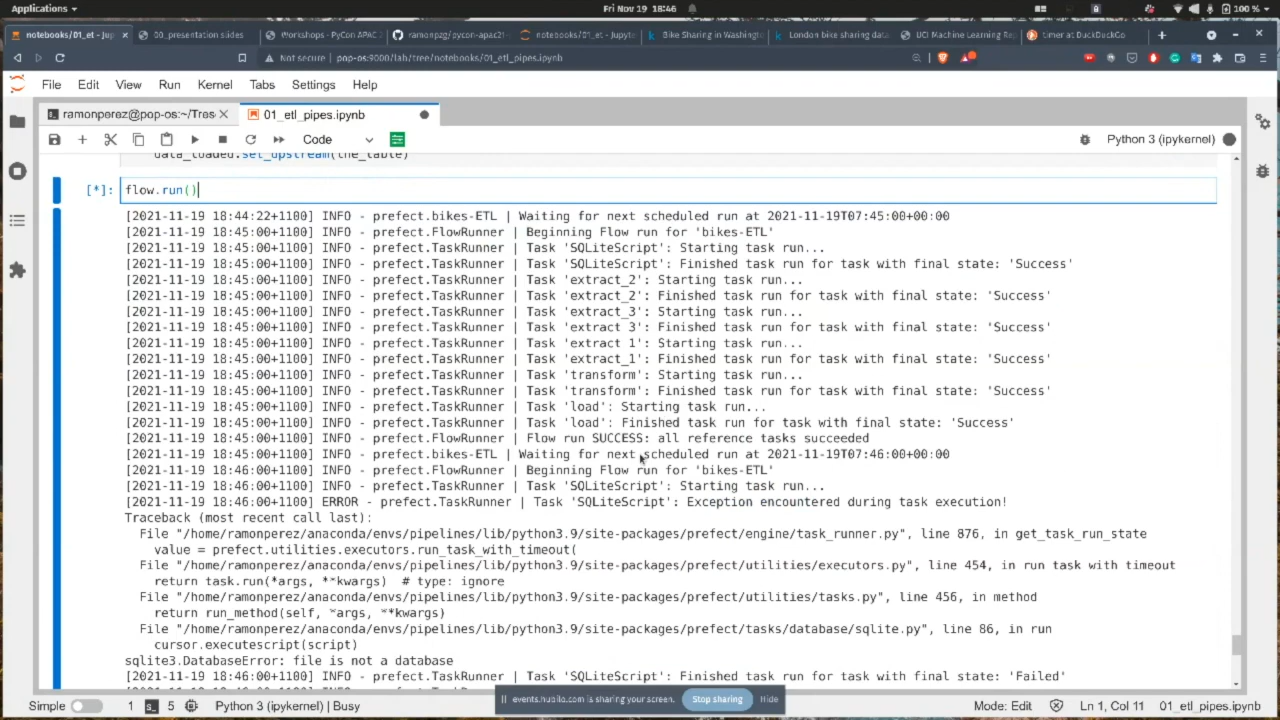 Applications
Fri Nov 19 18:46
100 %
notebooks/01_et - Jup
00_presentation slides
Workshops - PyCon APAC
ramonpzg/pycon-apac21
notebooks/01_et - Jupyte
Bike Sharing in Washingt
London bike sharing data
UCI Machine Learning Re
timer at DuckDuckGo
Not secure | pop-os:9000/lab/tree/notebooks/01_etl_pipes.ipynb
File Edit View Run Kernel Tabs Settings Help
ramonperez@pop-os:~/Tres
01_etl_pipes.ipynb
Code
Python 3 (ipykernel)
data_loaded.set_upstream(the_table)
[*]: flow.run()
[2021-11-19 18:44:22+1100] INFO - prefect.bikes-ETL | Waiting for next scheduled run at 2021-11-19T07:45:00+00:00
[2021-11-19 18:45:00+1100] INFO - prefect.FlowRunner | Beginning Flow run for 'bikes-ETL'
[2021-11-19 18:45:00+1100] INFO - prefect.TaskRunner | Task 'SQLiteScript': Starting task run...
[2021-11-19 18:45:00+1100] INFO - prefect.TaskRunner | Task 'SQLiteScript': Finished task run for task with final state: 'Success'
[2021-11-19 18:45:00+1100] INFO - prefect.TaskRunner | Task 'extract_2': Starting task run...
[2021-11-19 18:45:00+1100] INFO - prefect.TaskRunner | Task 'extract_2': Finished task run for task with final state: 'Success'
[2021-11-19 18:45:00+1100] INFO - prefect.TaskRunner | Task 'extract_3': Starting task run...
[2021-11-19 18:45:00+1100] INFO - prefect.TaskRunner | Task 'extract_3': Finished task run for task with final state: 'Success'
[2021-11-19 18:45:00+1100] INFO - prefect.TaskRunner | Task 'extract_1': Starting task run...
[2021-11-19 18:45:00+1100] INFO - prefect.TaskRunner | Task 'extract_1': Finished task run for task with final state: 'Success'
[2021-11-19 18:45:00+1100] INFO - prefect.TaskRunner | Task 'transform': Starting task run...
[2021-11-19 18:45:00+1100] INFO - prefect.TaskRunner | Task 'transform': Finished task run for task with final state: 'Success'
[2021-11-19 18:45:00+1100] INFO - prefect.TaskRunner | Task 'load': Starting task run...
[2021-11-19 18:45:00+1100] INFO - prefect.TaskRunner | Task 'load': Finished task run for task with final state: 'Success'
[2021-11-19 18:45:00+1100] INFO - prefect.FlowRunner | Flow run SUCCESS: all reference tasks succeeded
[2021-11-19 18:45:00+1100] INFO - prefect.bikes-ETL | Waiting for next scheduled run at 2021-11-19T07:46:00+00:00
[2021-11-19 18:46:00+1100] INFO - prefect.FlowRunner | Beginning Flow run for 'bikes-ETL'
[2021-11-19 18:46:00+1100] INFO - prefect.TaskRunner | Task 'SQLiteScript': Starting task run...
[2021-11-19 18:46:00+1100] ERROR - prefect.TaskRunner | Task 'SQLiteScript': Exception encountered during task execution!
Traceback (most recent call last):
File "/home/ramonperez/anaconda/envs/pipelines/lib/python3.9/site-packages/prefect/engine/task_runner.py", line 876, in get_task_run_state
value = prefect.utilities.executors.run_task_with_timeout(
File "/home/ramonperez/anaconda/envs/pipelines/lib/python3.9/site-packages/prefect/utilities/executors.py", line 454, in run_task_with_timeout
return task.run(*args, **kwargs) # type: ignore
File "/home/ramonperez/anaconda/envs/pipelines/lib/python3.9/site-packages/prefect/utilities/tasks.py", line 456, in method
return run_method(self, *args, **kwargs)
File "/home/ramonperez/anaconda/envs/pipelines/lib/python3.9/site-packages/prefect/tasks/database/sqlite.py", line 86, in run
cursor.executescript(script)
sqlite3.DatabaseError: file is not a database
[2021-11-19 18:46:00+1100] INFO - prefect.TaskRunner | Task 'SQLiteScript': Finished task run for task with final state: 'Failed'
events.hubilo.com is sharing your screen. Stop sharing Hide
Simple 1 5 Python 3 (ipykernel) | Busy
Mode: Edit Ln 1, Col 11 01_etl_pipes.ipynb